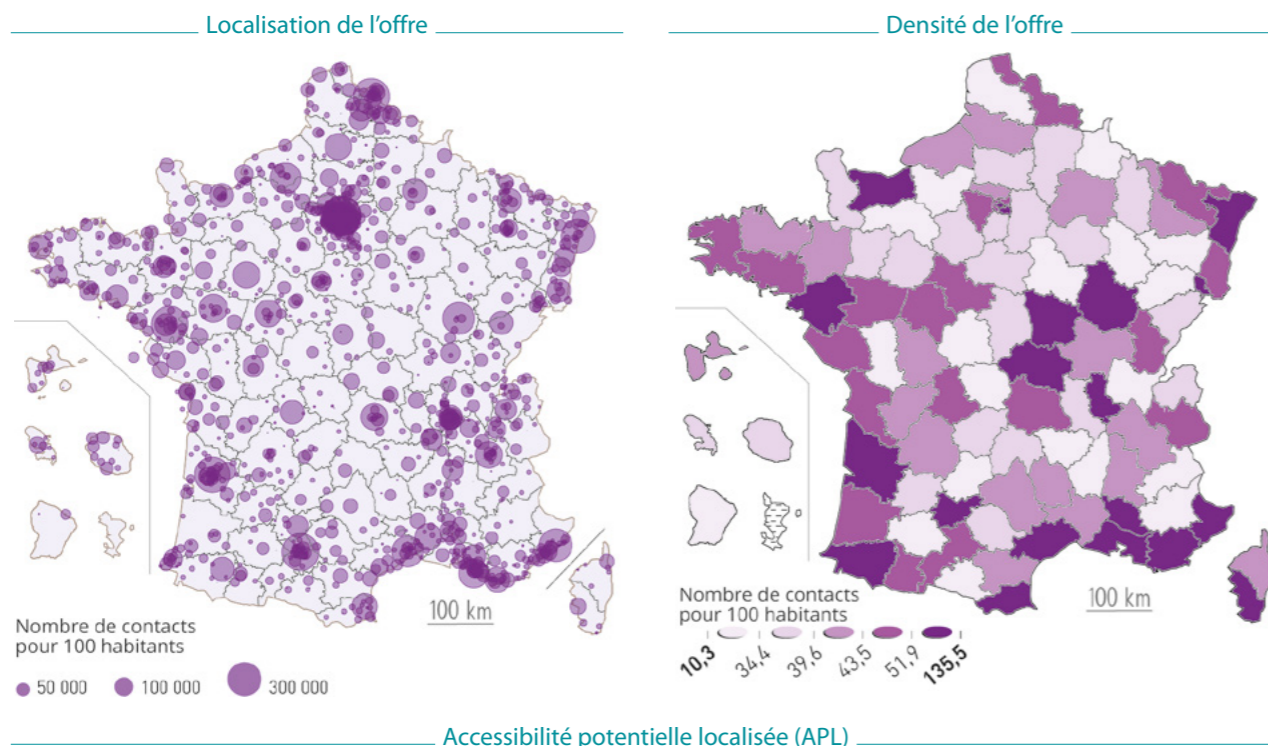 Localisation de l'offre
Densité de l'offre
100 km
Nombre de contacts
pour 100 habitants
50 000
100 000
300 000
100 km
Nombre de contacts
pour 100 habitants
10,3
34,4
39,6
43,5
51,9
135,5
Accessibilité potentielle localisée (APL)